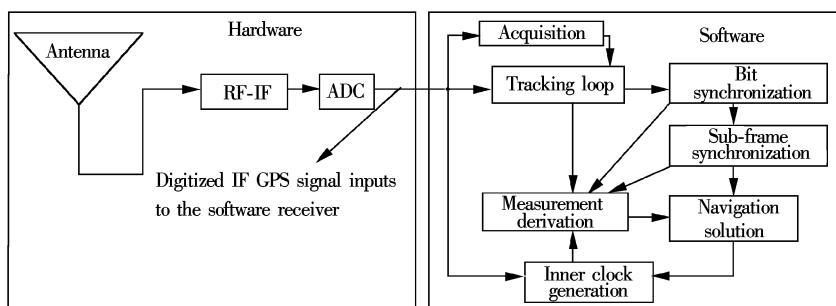 Hardware
Antenna
RF-IF
ADC
Digitized IF GPS signal inputs
to the software receiver
Software
Acquisition
Tracking loop
Bit
synchronization
Sub-frame
synchronization
Measurement
derivation
Navigation
solution
Inner clock
generation